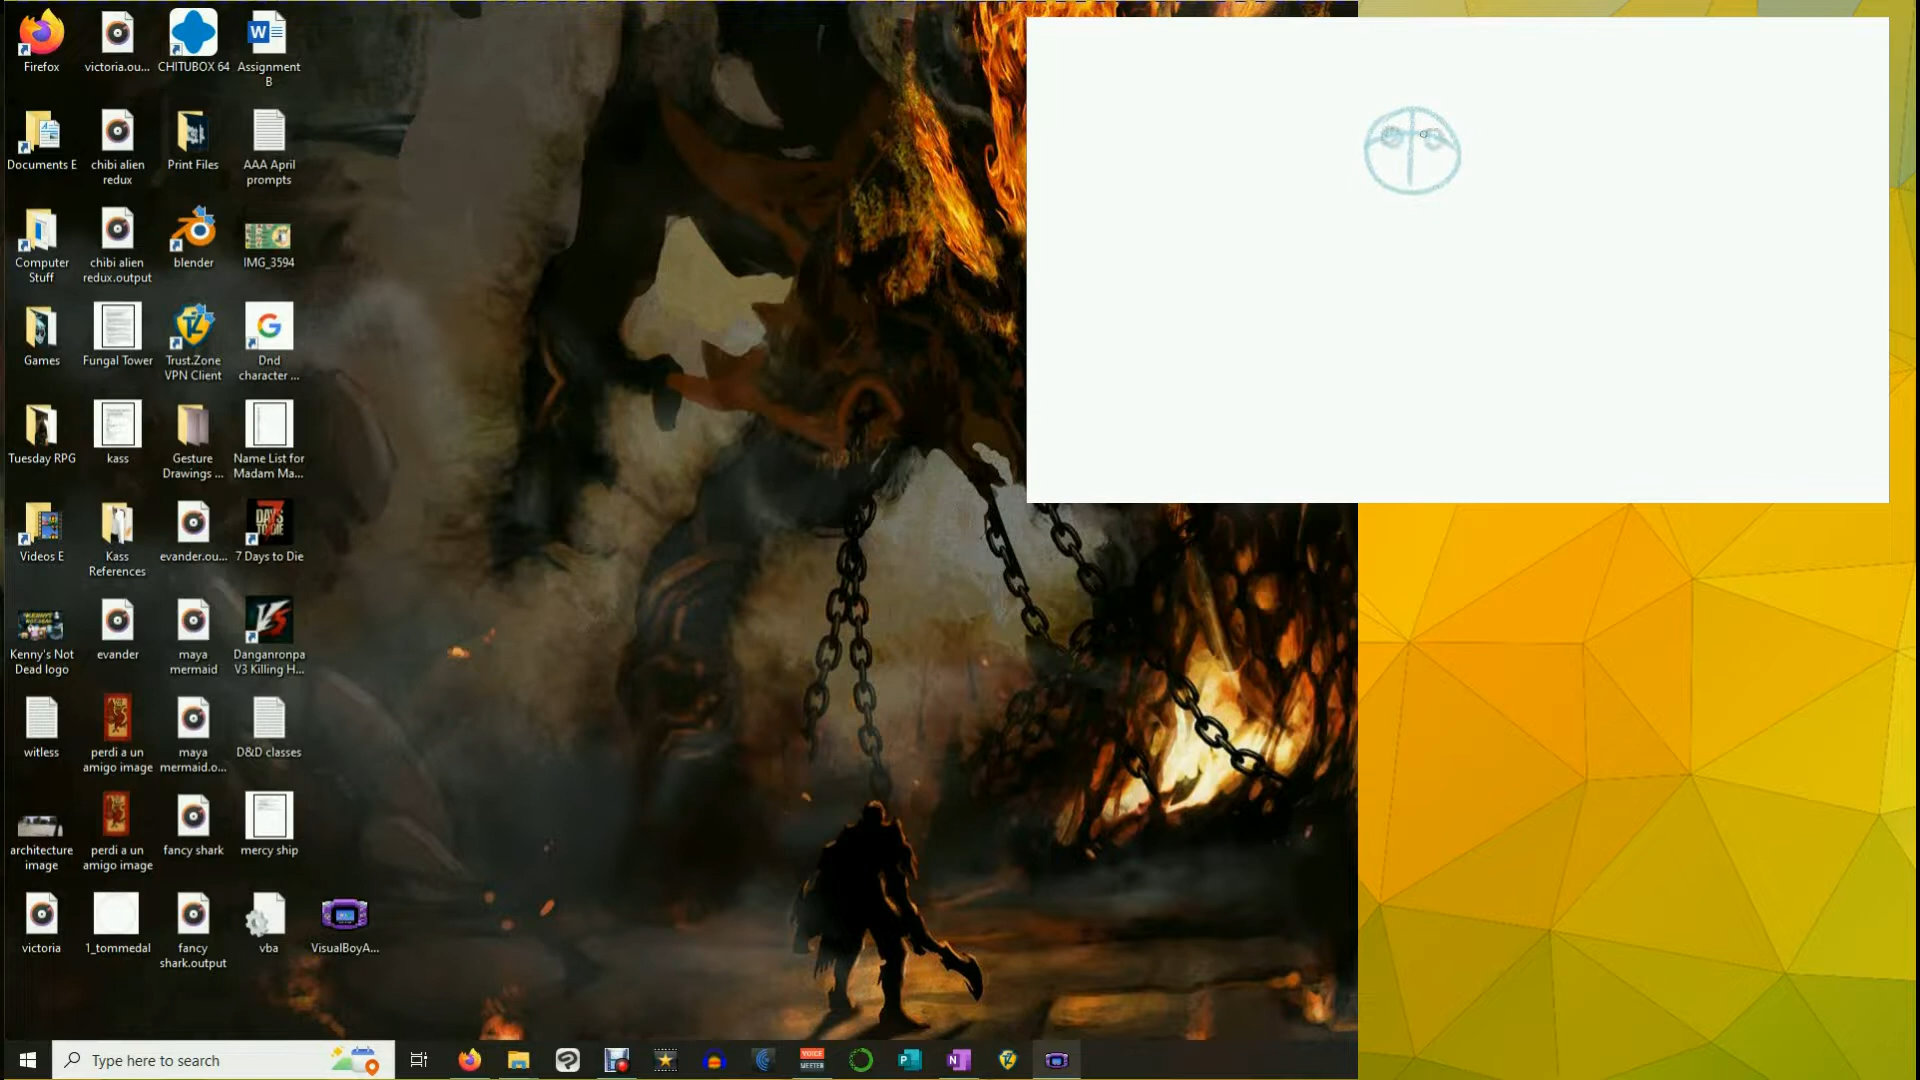 Firefox
victoria.ou...
CHITUBOX 64
Assignment
B
Documents E
chibi alien
redux
Print Files
AAA April
prompts
Computer
Stuff
chibi alien
redux.output
blender
IMG_3594
Games
Fungal Tower
Trust.Zone
VPN Client
Dnd
character ...
Tuesday RPG
kass
Gesture
Drawings ...
Name List for
Madam Ma...
Videos E
Kass
References
evander.ou...
7 Days to Die
Kenny's Not
Dead logo
evander
maya
mermaid
Danganronpa
V3 Killing H...
witless
perdi a un
amigo image
maya
mermaid.o...
D&D classes
architecture
image
perdi a un
amigo image
fancy shark
mercy ship
victoria
1_tommedal
fancy
shark.output
vba
VisualBoyA...
Type here to search